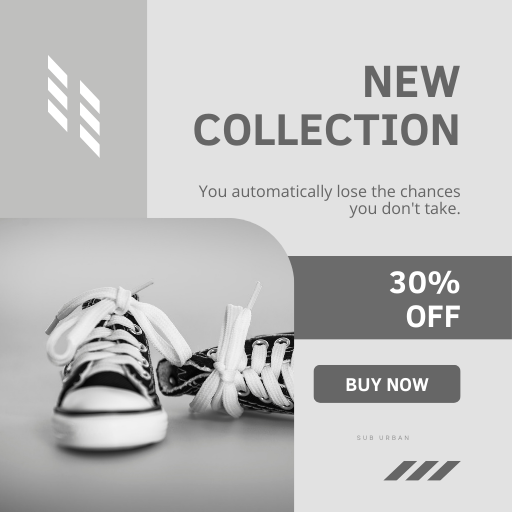 NEW
COLLECTION
You automatically lose the chances
you don't take.
30%
OFF
BUY NOW
SUB URBAN